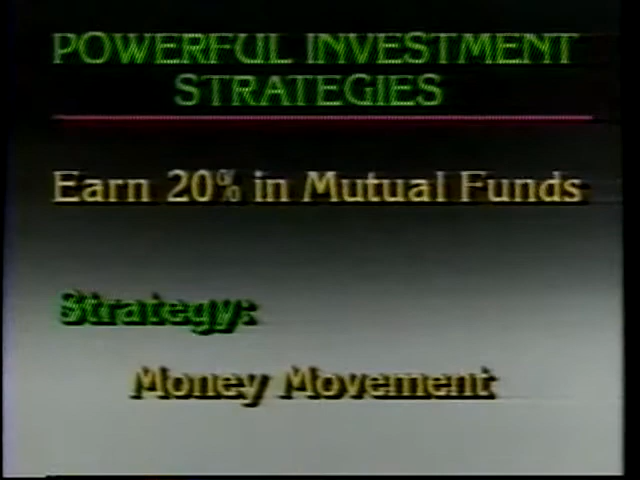 POWERFUL INVESTMENT
STRATEGIES
Earn 20% in Mutual Funds
Strategy:
Money Movement